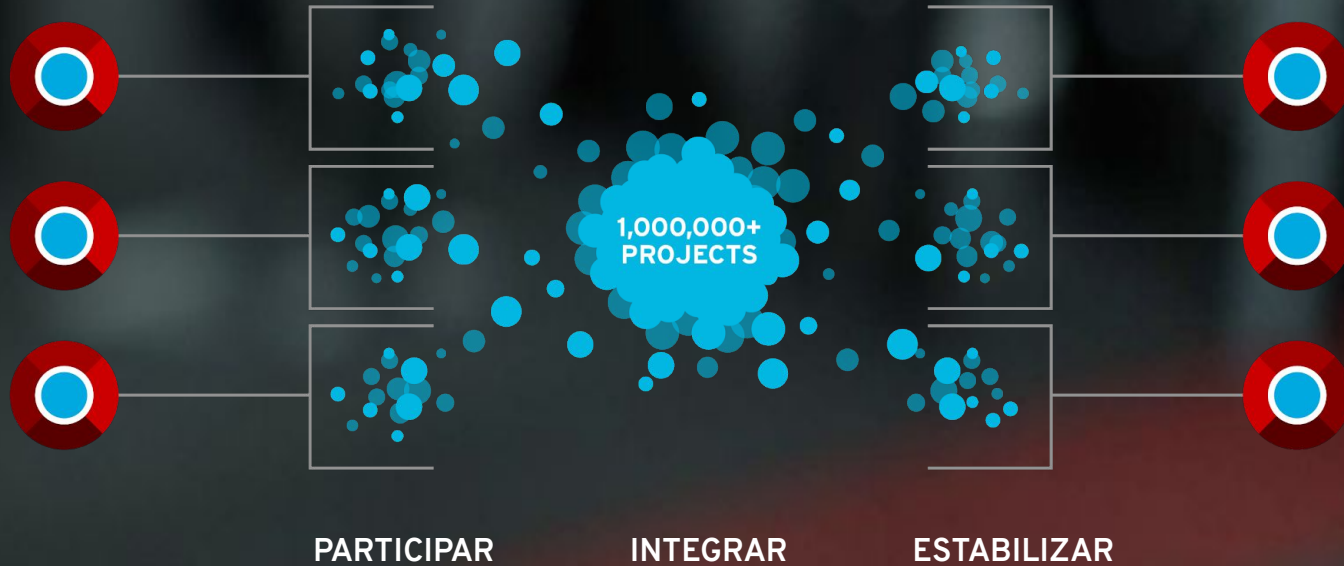 1,000,000+
PROJECTS
PARTICIPAR
INTEGRAR
ESTABILIZAR